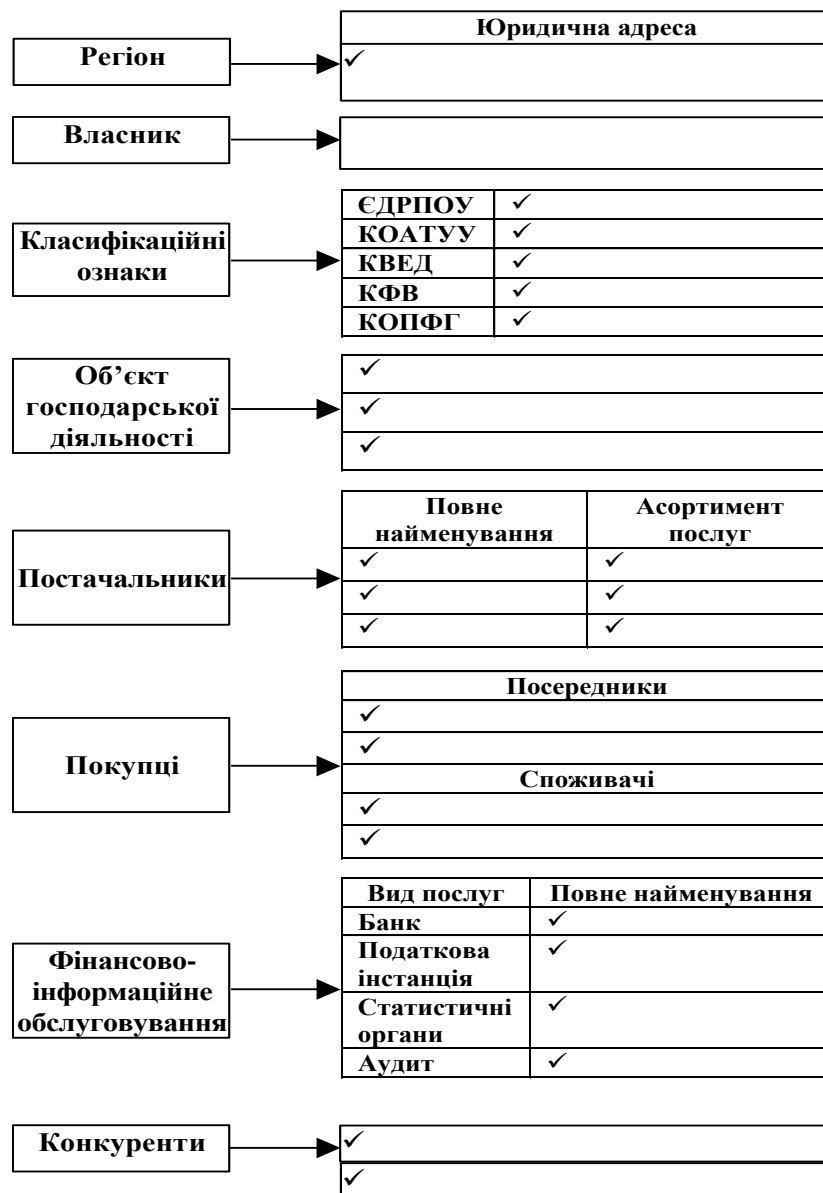 Юридична адреса
Регіон
✓
Власник
Класифікаційні
ознаки
ЄДРПОУ ✓
КОАТУУ ✓
КВЕД ✓
КФВ ✓
КОПФГ ✓
Об’єкт
господарської
діяльності
✓
✓
✓
Постачальники
Повне
найменування
Асортимент
послуг
✓ ✓
✓ ✓
✓ ✓
Покупці
Посередники
✓
✓
Споживачі
✓
✓
Фінансово-
інформаційне
обслуговування
Вид послуг Повне найменування
Банк ✓
Податкова
інстанція
✓
Статистичні
органи
✓
Аудит ✓
Конкуренти
✓
✓